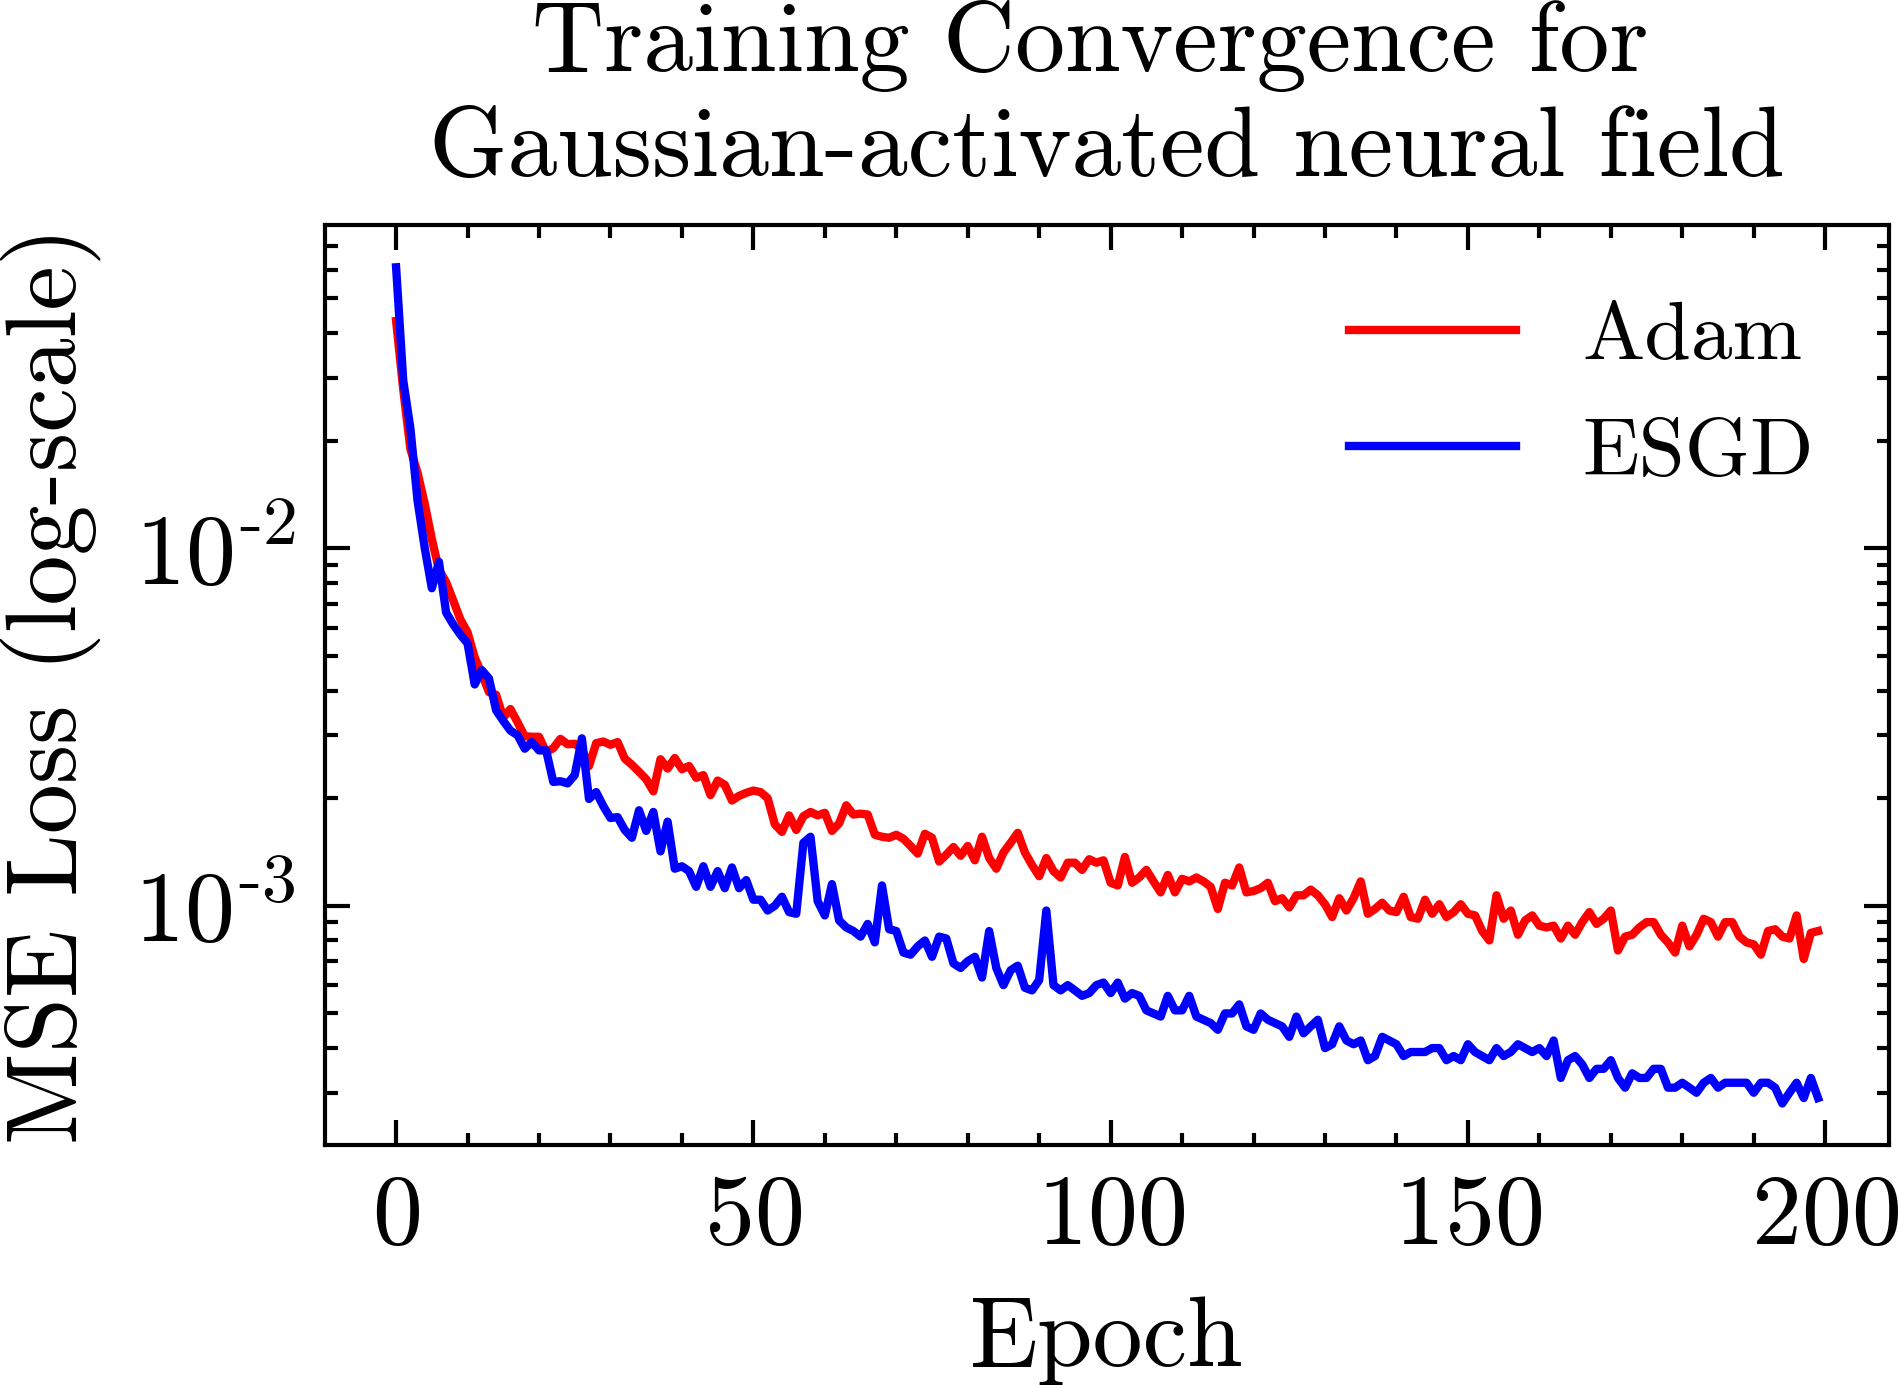 Training Convergence for
Gaussian-activated neural field
MSE Loss (log-scale)
10^-2
10^-3
Adam
ESGD
0 50 100 150 200
Epoch